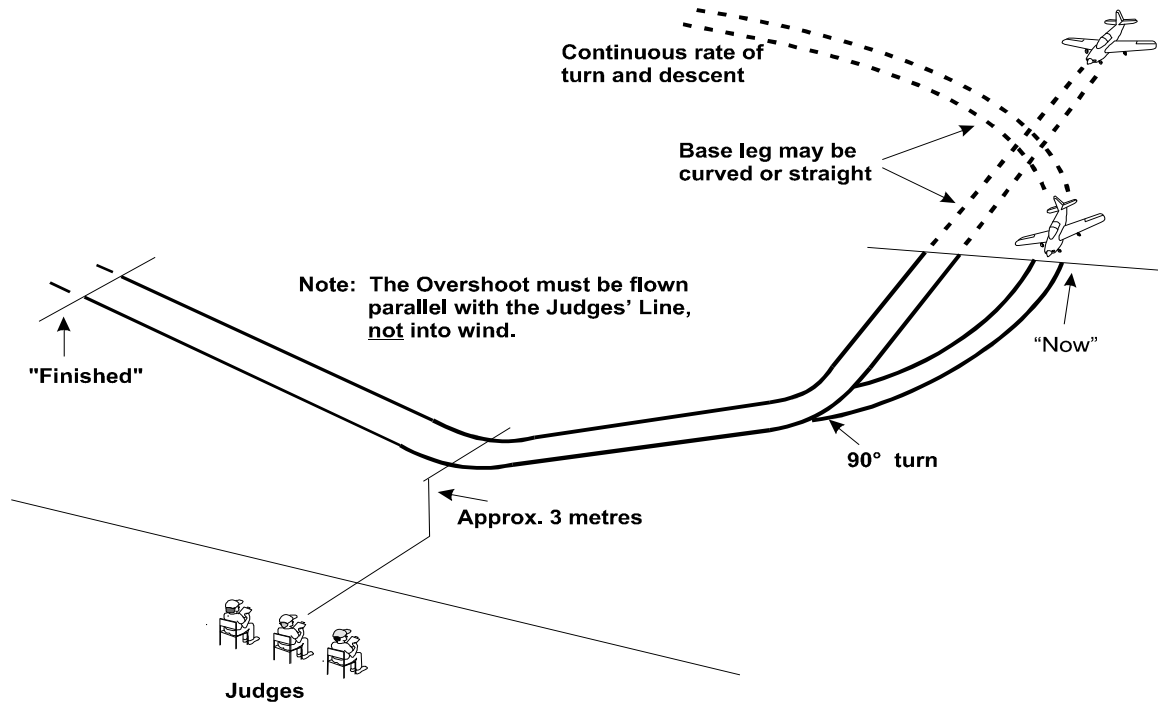 Continuous rate of
turn and descent
Base leg may be
curved or straight
Note: The Overshoot must be flown
parallel with the Judges’ Line,
not into wind.
"Finished"
“Now”
90° turn
Approx. 3 metres
Judges